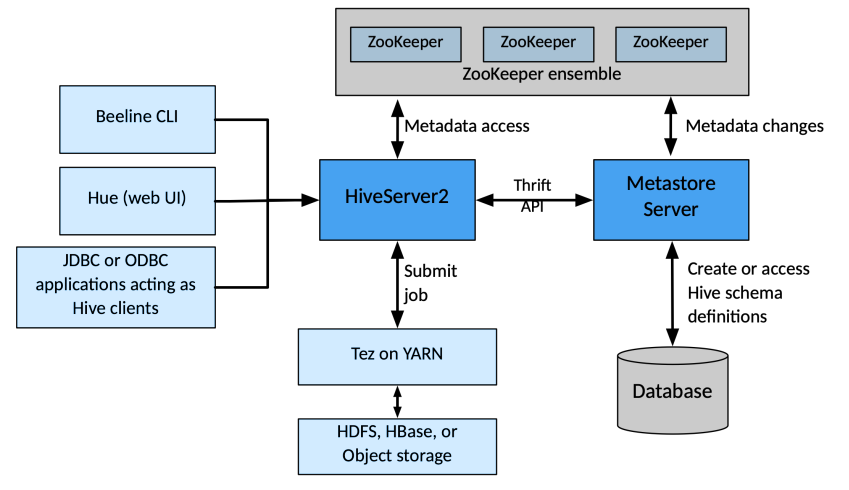 ZooKeeper
ZooKeeper
ZooKeeper
ZooKeeper ensemble
Beeline CLI
Metadata access
Metadata changes
Hue (web UI)
HiveServer2
Thrift
API
Metastore
Server
JDBC or ODBC
applications acting as
Hive clients
Submit
job
Create or access
Hive schema
definitions
Tez on YARN
Database
HDFS, HBase, or
Object storage